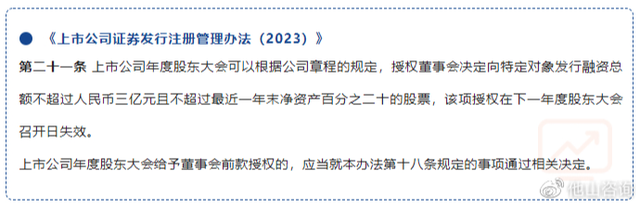 《上市公司证券发行注册管理办法（2023）》
第二十一条 上市公司年度股东大会可以根据公司章程的规定，授权董事会决定向特定对象发行融资总
额不超过人民币三亿元且不超过最近一年末净资产百分之二十的股票，该项授权在下一年度股东大会
召开日失效。
上市公司年度股东大会给予董事会前款授权的，应当就本办法第十八条规定的事项通过相关决定。
@他山咨询